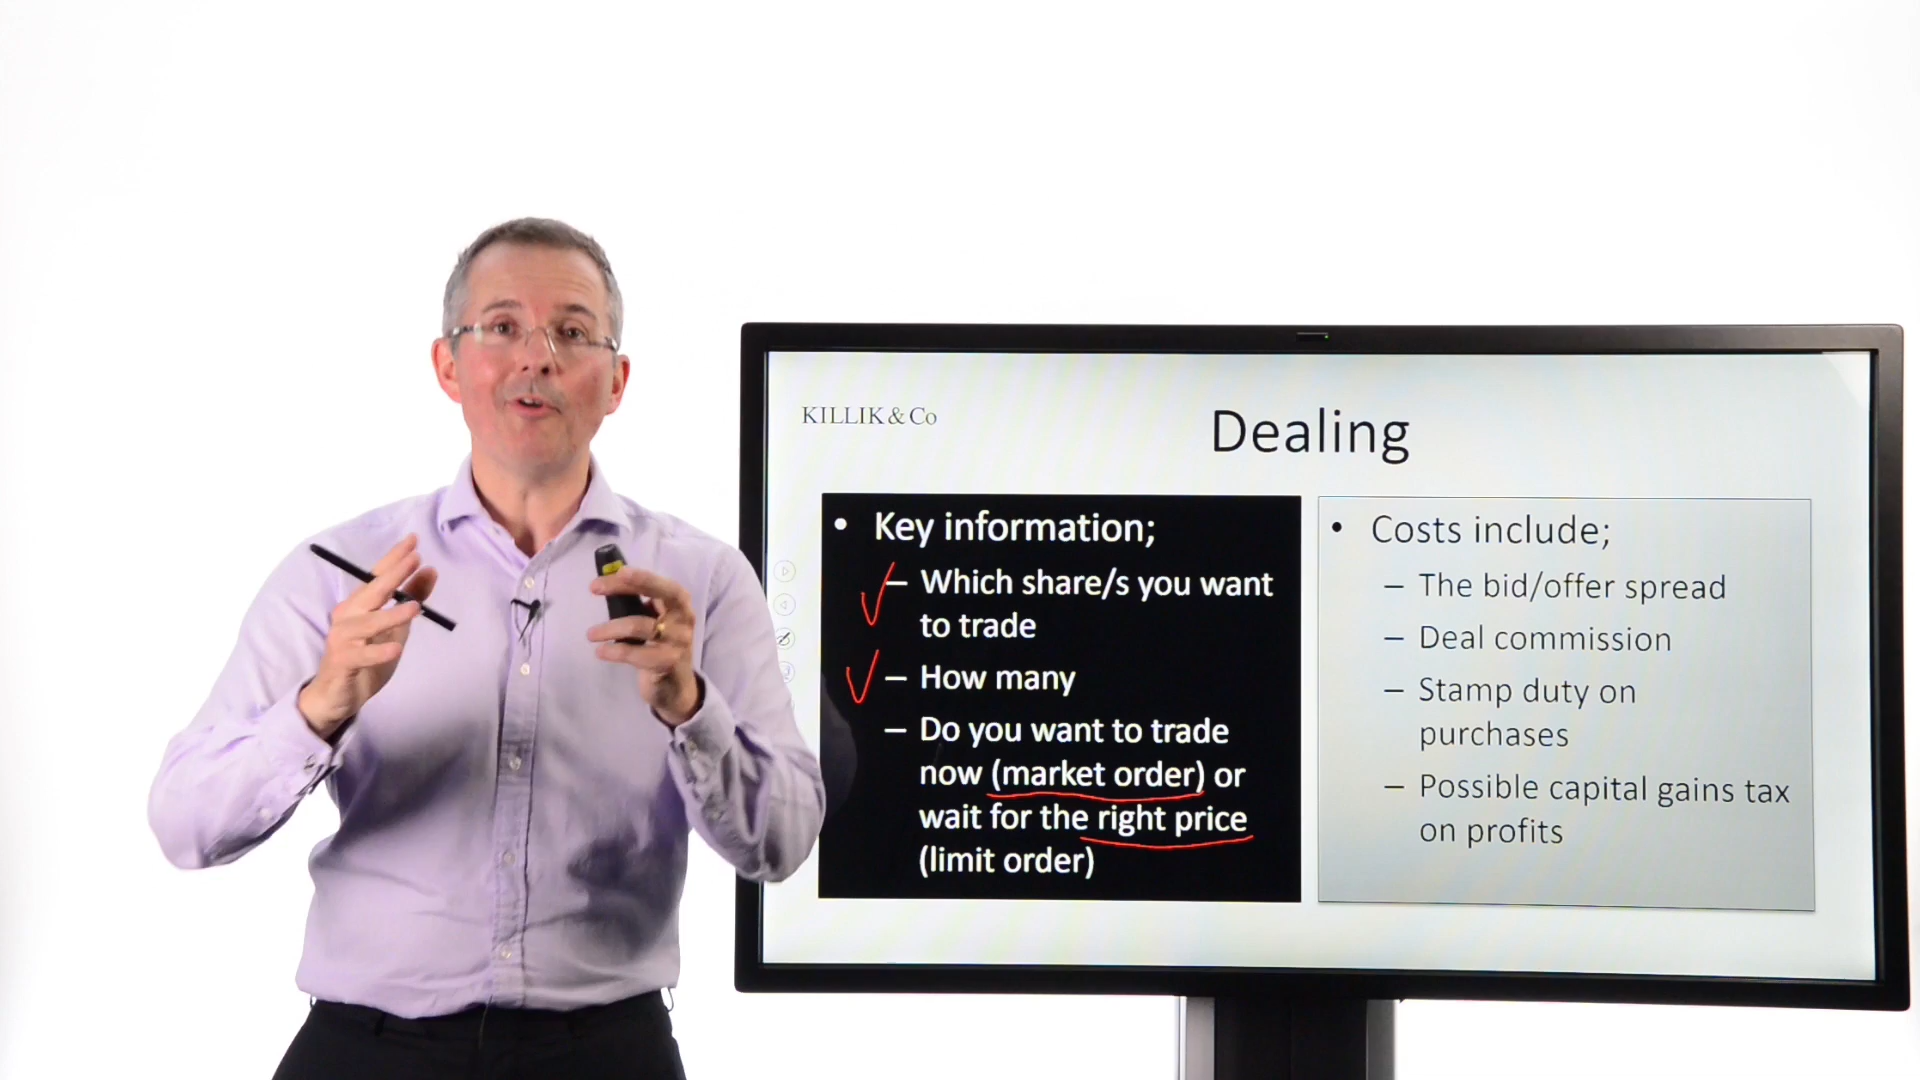 KILLIK & Co
Dealing
• Key information;
– Which share/s you want
to trade
– How many
– Do you want to trade
now (market order) or
wait for the right price
(limit order)
• Costs include;
– The bid/offer spread
– Deal commission
– Stamp duty on
purchases
– Possible capital gains tax
on profits